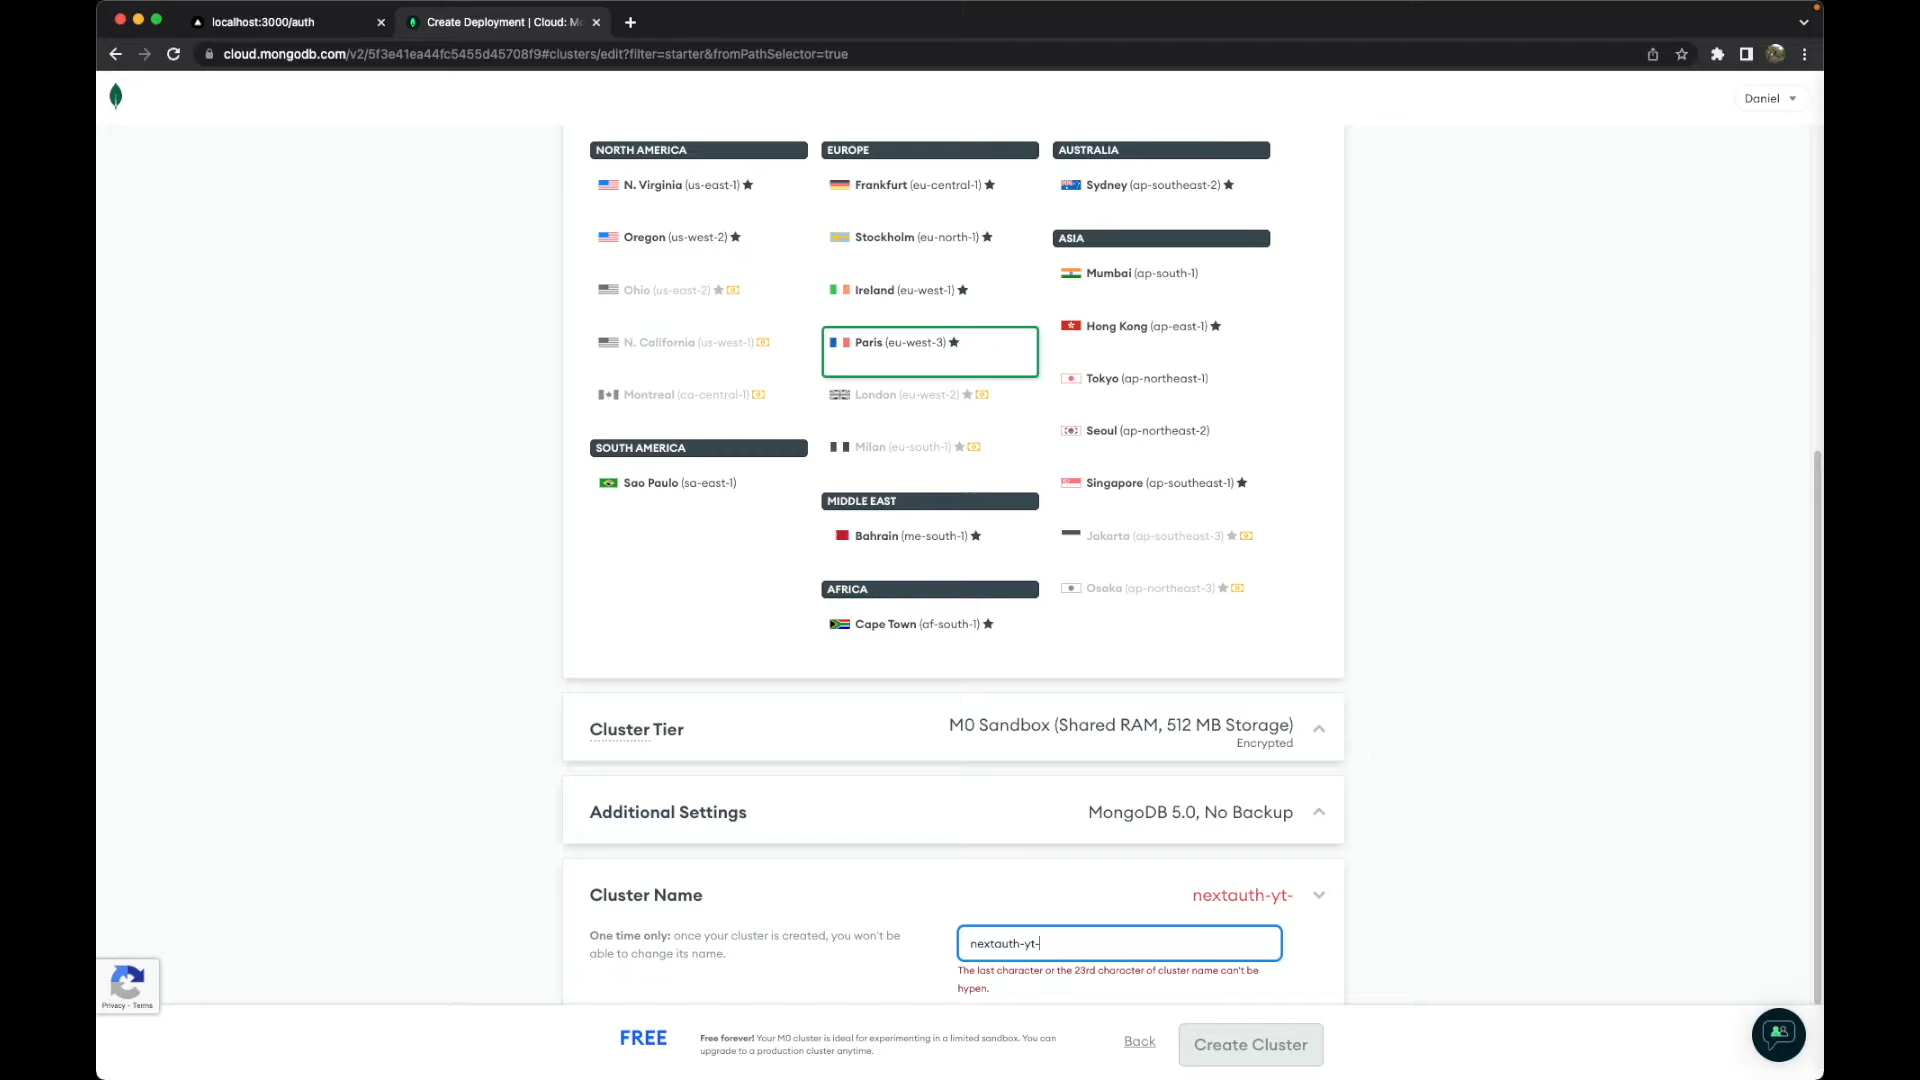 localhost:3000/auth
Create Deployment | Cloud: Mo
cloud.mongodb.com/v2/5f3e41ea44fc5455d45708f9#clusters/edit?filter=starter&fromPathSelector=true
Daniel
NORTH AMERICA
N. Virginia (us-east-1) ★
Oregon (us-west-2) ★
Ohio (us-east-2) ★
N. California (us-west-1)
Montreal (ca-central-1)
SOUTH AMERICA
Sao Paulo (sa-east-1)
EUROPE
Frankfurt (eu-central-1) ★
Stockholm (eu-north-1) ★
Ireland (eu-west-1) ★
Paris (eu-west-3) ★
London (eu-west-2) ★
Milan (eu-south-1) ★
MIDDLE EAST
Bahrain (me-south-1) ★
AFRICA
Cape Town (af-south-1) ★
AUSTRALIA
Sydney (ap-southeast-2) ★
ASIA
Mumbai (ap-south-1)
Hong Kong (ap-east-1) ★
Tokyo (ap-northeast-1)
Seoul (ap-northeast-2)
Singapore (ap-southeast-1) ★
Jakarta (ap-southeast-3) ★
Osaka (ap-northeast-3) ★
Cluster Tier
M0 Sandbox (Shared RAM, 512 MB Storage)
Encrypted
Additional Settings
MongoDB 5.0, No Backup
Cluster Name
nextauth-yt-
One time only: once your cluster is created, you won't be
able to change its name.
nextauth-yt-
The last character or the 23rd character of cluster name can't be
hypen.
Privacy - Terms
FREE
Free forever! Your M0 cluster is ideal for experimenting in a limited sandbox. You can
upgrade to a production cluster anytime.
Back
Create Cluster